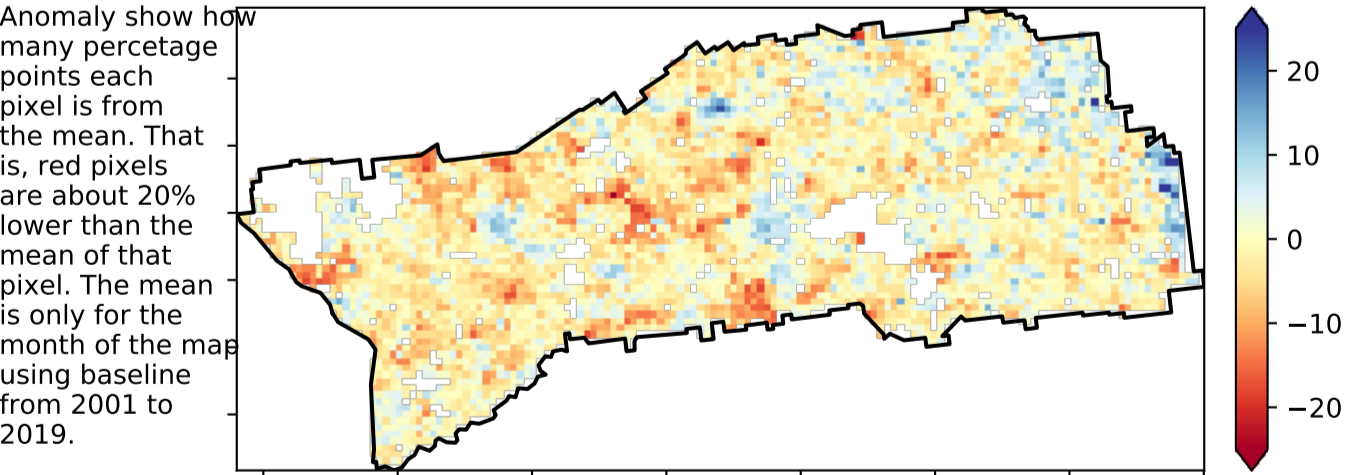 Anomaly show how
many percetage
points each
pixel is from
the mean. That
is, red pixels
are about 20%
lower than the
mean of that
pixel. The mean
is only for the
month of the map
using baseline
from 2001 to
2019.
20
10
0
−10
−20